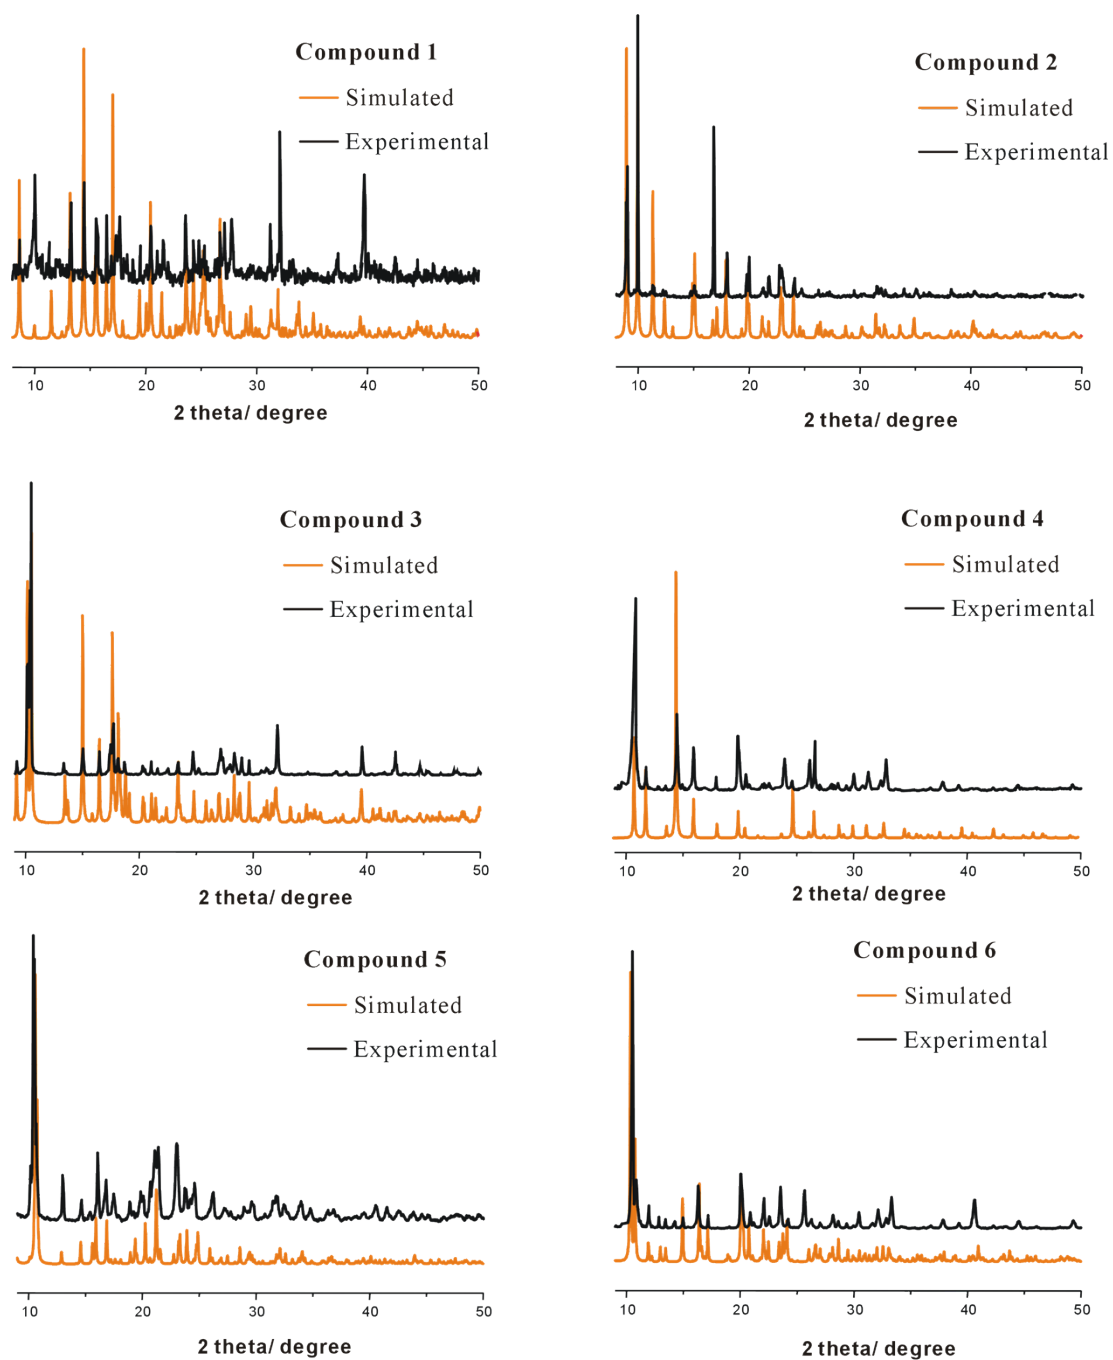 Compound 1
Simulated
Experimental
10 20 30 40 50
2 theta/ degree
Compound 2
Simulated
Experimental
10 20 30 40 50
2 theta/ degree
Compound 3
Simulated
Experimental
10 20 30 40 50
2 theta/ degree
Compound 4
Simulated
Experimental
10 20 30 40 50
2 theta/ degree
Compound 5
Simulated
Experimental
10 20 30 40 50
2 theta/ degree
Compound 6
Simulated
Experimental
10 20 30 40 50
2 theta/ degree